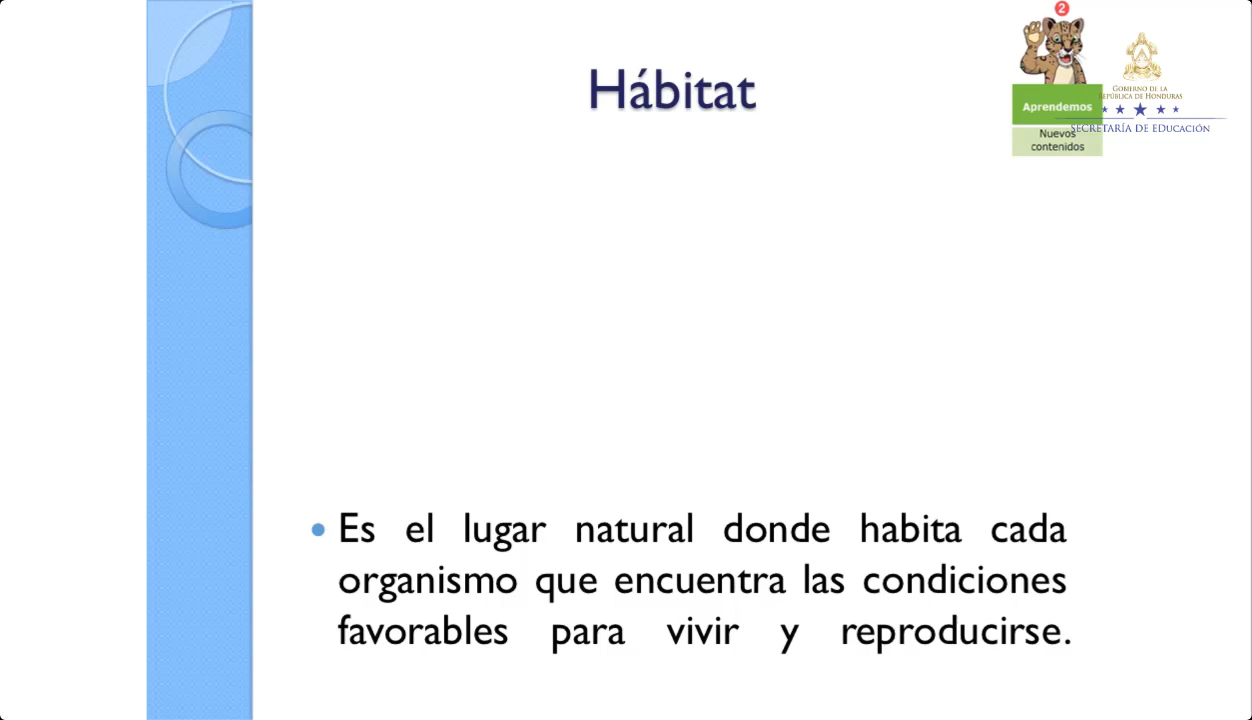 Hábitat
2
Aprendemos
Nuevos
contenidos
GOBIERNO DE LA
REPÚBLICA DE HONDURAS
SECRETARÍA DE EDUCACIÓN
Es el lugar natural donde habita cada
organismo que encuentra las condiciones
favorables para vivir y reproducirse.